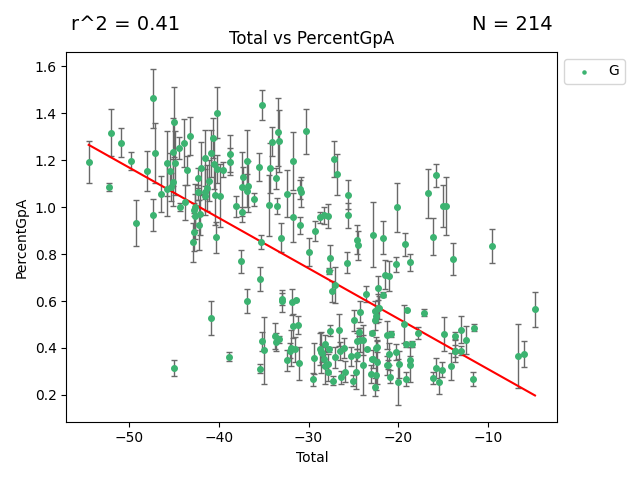 r^2 = 0.41 N = 214
Total vs PercentGpA
G
PercentGpA
1.6
1.4
1.2
1.0
0.8
0.6
0.4
0.2
−50 −40 −30 −20 −10
Total